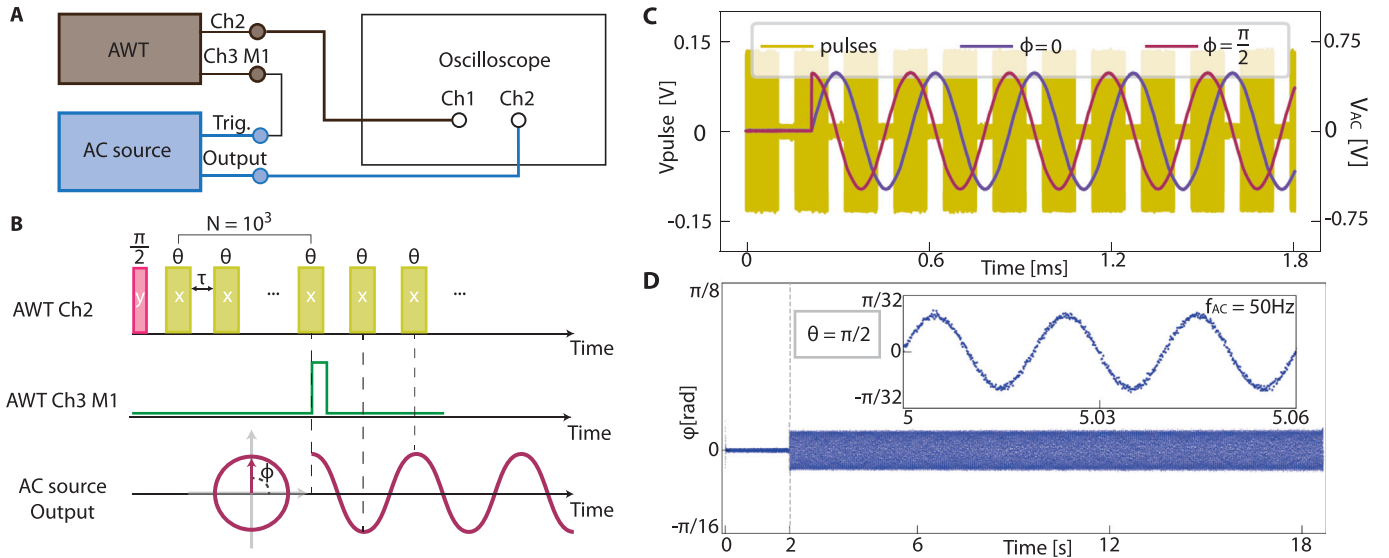 A
AWT
Ch2
Ch3 M1
AC source
Trig.
Output
Oscilloscope
Ch1
Ch2
B
N = 10³
π/2
θ θ θ θ θ
τ
y x x ... x x x ...
AWT Ch2
Time
AWT Ch3 M1
Time
ϕ
AC source
Output
Time
C
pulses
ϕ = 0
ϕ = π/2
Vpulse [V]
0.15
0
-0.15
V_AC [V]
0.75
0
-0.75
0 0.6 1.2 1.8
Time [ms]
D
φ[rad]
π/8
0
-π/16
θ = π/2
π/32
0
-π/32
f_AC = 50Hz
5 5.03 5.06
0 2 6 12 18
Time [s]